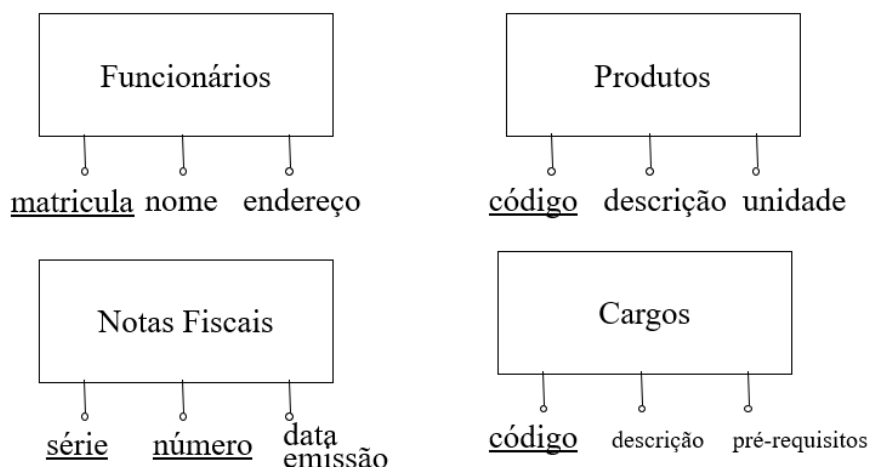 Funcionários
Produtos
matricula nome endereço
código descrição unidade
Notas Fiscais
Cargos
série número data
emissão
código descrição pré-requisitos